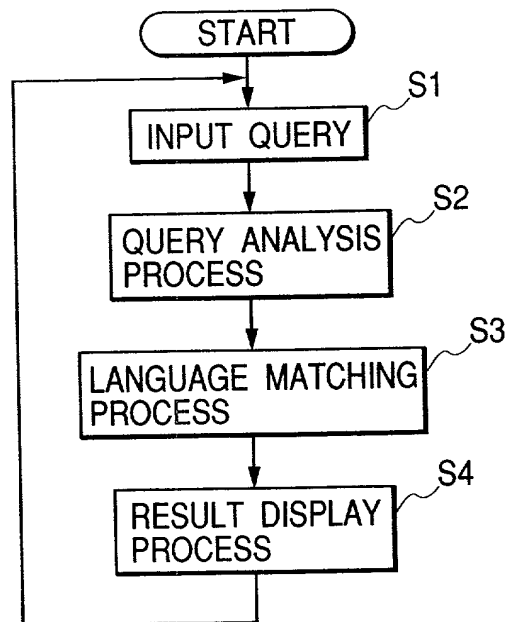 START
S1
INPUT QUERY
S2
QUERY ANALYSIS
PROCESS
S3
LANGUAGE MATCHING
PROCESS
S4
RESULT DISPLAY
PROCESS